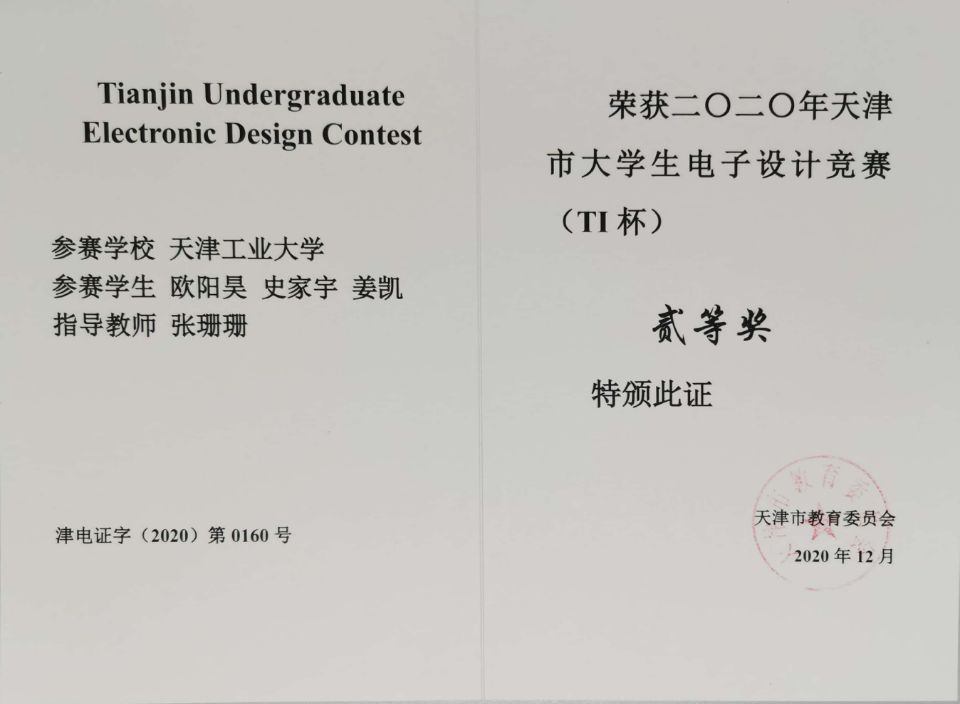 Tianjin Undergraduate
Electronic Design Contest
参赛学校 天津工业大学
参赛学生 欧阳昊 史家宇 姜凯
指导教师 张珊珊
津电证字（2020）第 0160 号
荣获二〇二〇年天津
市大学生电子设计竞赛
（TI 杯）
贰等奖
特颁此证
天津市教育委员会
2020 年 12 月